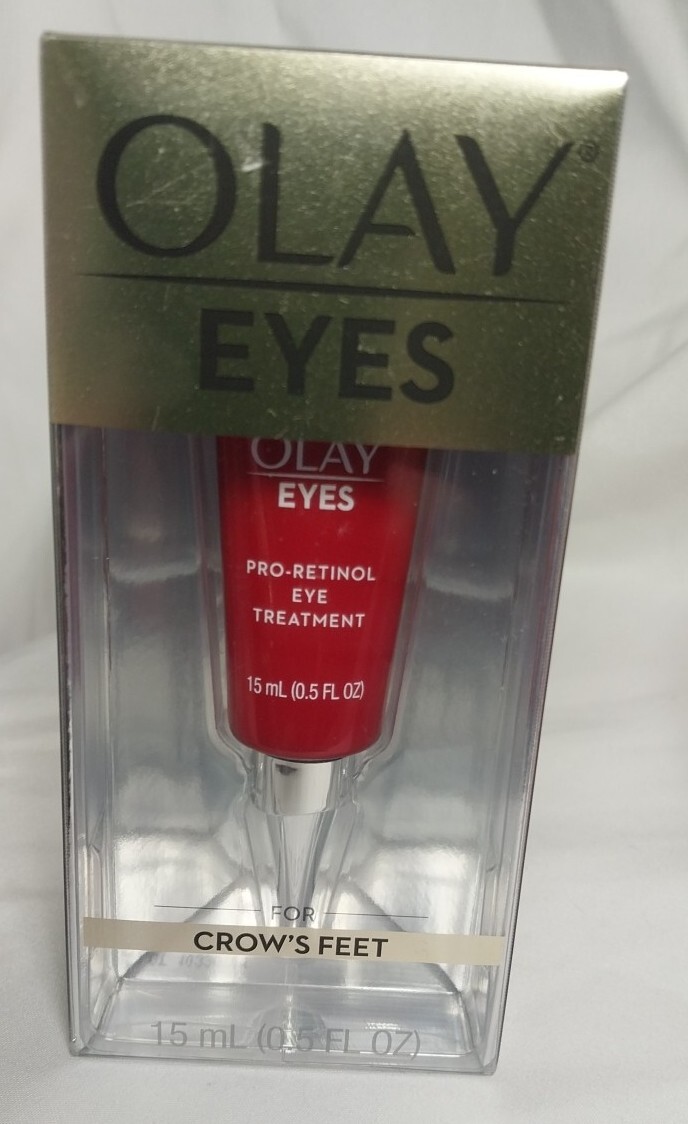 OLAY®
EYES
OLAY
EYES
PRO-RETINOL
EYE
TREATMENT
15 mL (0.5 FL OZ)
FOR
CROW'S FEET
15 mL (0.5 FL OZ)